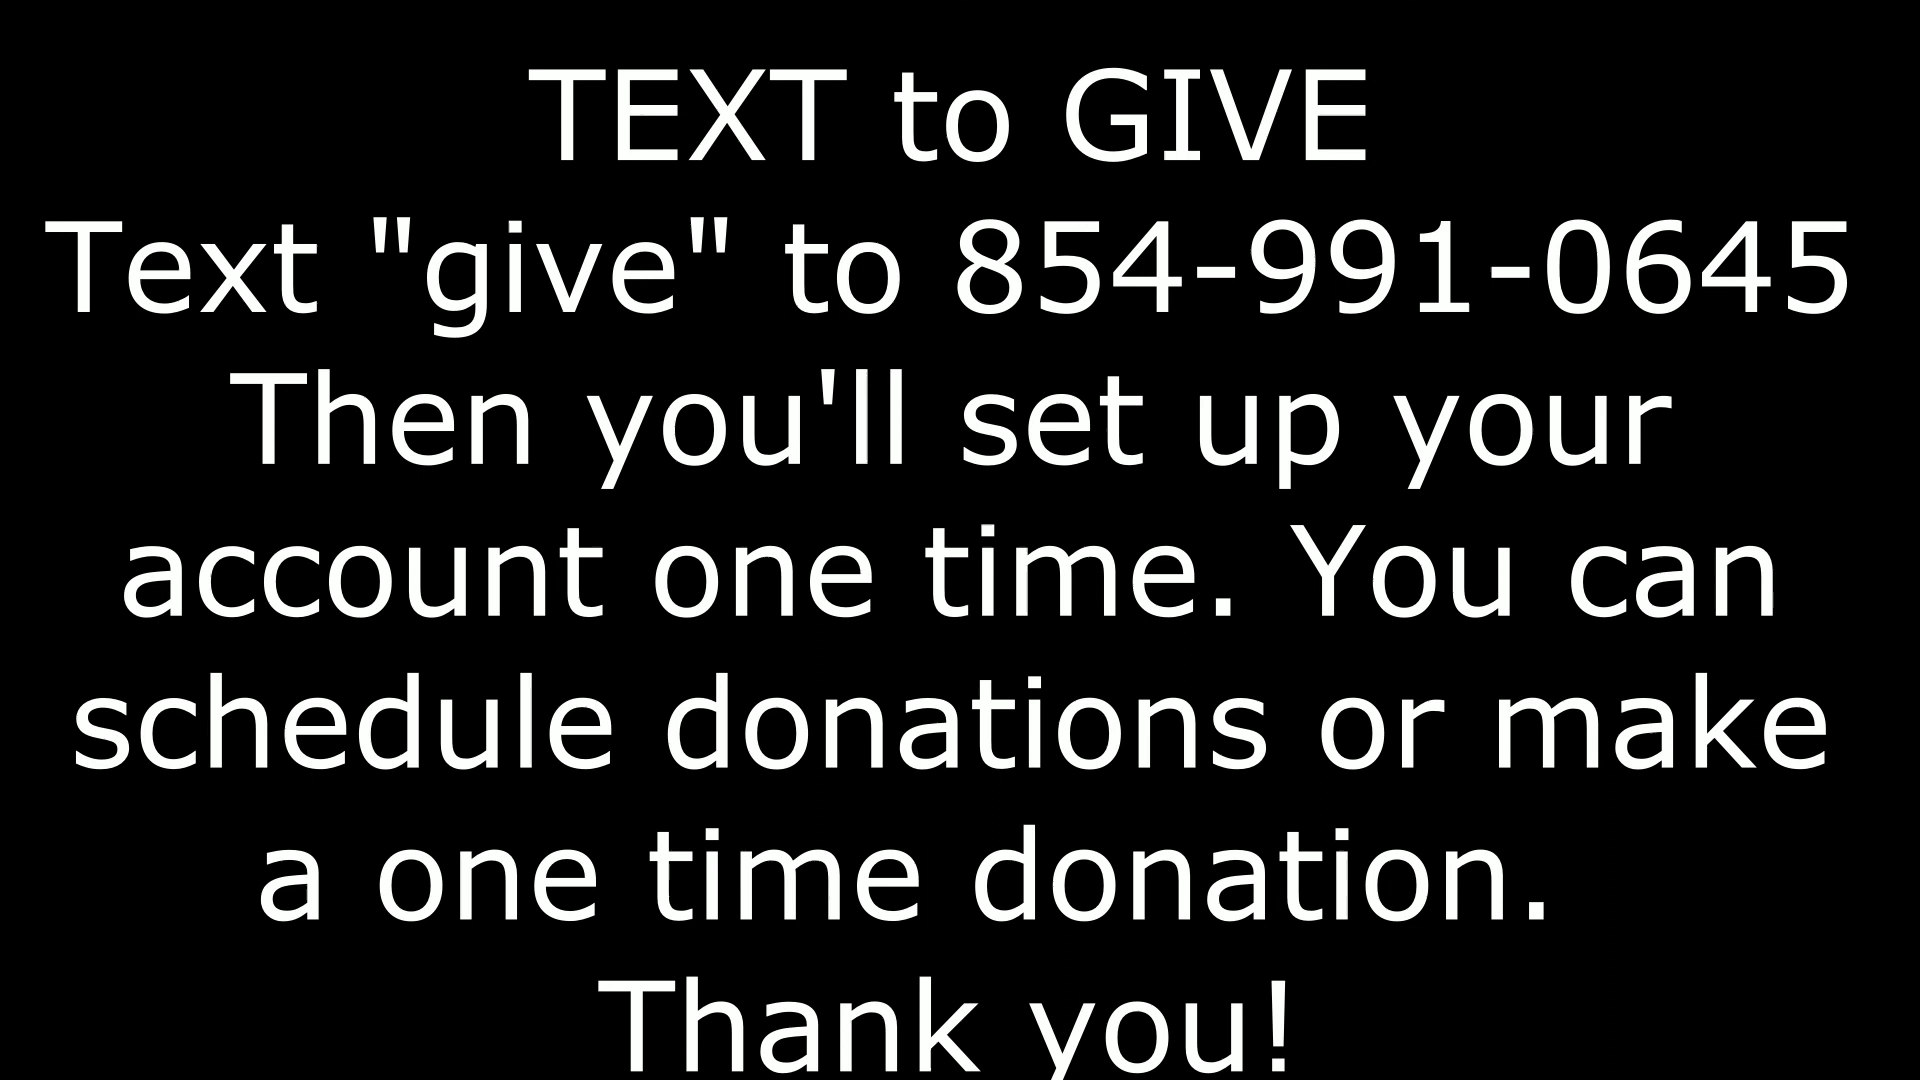 TEXT to GIVE
Text "give" to 854-991-0645
Then you'll set up your
account one time. You can
schedule donations or make
a one time donation.
Thank you!